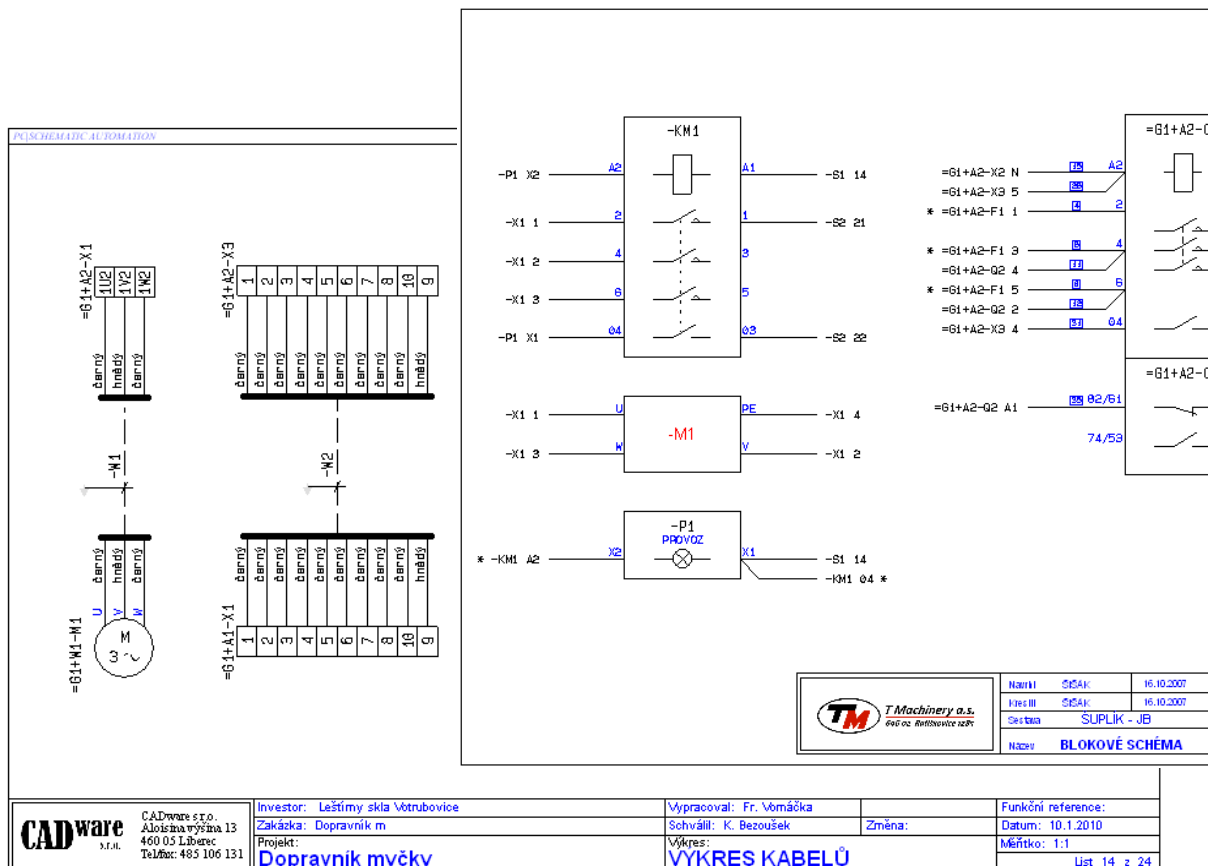 PC|SCHEMATIC AUTOMATION
=G1+A2-X1
1U2 1V2 1W2
černý hnědý černý
-W1
černý hnědý černý
U V W
M
3 ~
=G1+W1-M1
=G1+A2-X3
1 2 3 4 5 6 7 8 10 9
černý černý černý černý černý černý černý černý černý hnědý
-W2
černý černý černý černý černý černý černý černý černý hnědý
=G1+A1-X1
1 2 3 4 5 6 7 8 10 9
-KM1
-P1 X2 A2 A1 -S1 14
-X1 1 2 1 -S2 21
-X1 2 4 3
-X1 3 6 5
-P1 X1 04 03 -S2 22
-X1 1 U PE -X1 4
-M1
-X1 3 W V -X1 2
-P1
PROVOZ
* -KM1 A2 X2 X1 -S1 14
-KM1 04 *
=G1+A2-X2 N A2
=G1+A2-X3 5
* =G1+A2-F1 1 4 2
* =G1+A2-F1 3 4
=G1+A2-Q2 4
* =G1+A2-F1 5 6
=G1+A2-Q2 2
=G1+A2-X3 4 04
=G1+A2-Q2 A1 82/61
74/53
T Machinery a.s.
Navrhl ŠIŠÁK 16.10.2007
Kreslil ŠIŠÁK 16.10.2007
Sestava ŠUPLÍK - JB
Název BLOKOVÉ SCHÉMA
CADware s.r.o.
CADware s.r.o.
Aloisina výšina 13
460 05 Liberec
Tel/fax: 485 106 131
Investor: Leštírny skla Votrubovice
Zakázka: Dopravník m
Projekt:
Dopravník myčky
Vypracoval: Fr. Vomáčka
Schválil: K. Bezoušek
Změna:
Výkres:
VÝKRES KABELŮ
Funkční reference:
Datum: 10.1.2010
Měřítko: 1:1
List 14 z 24